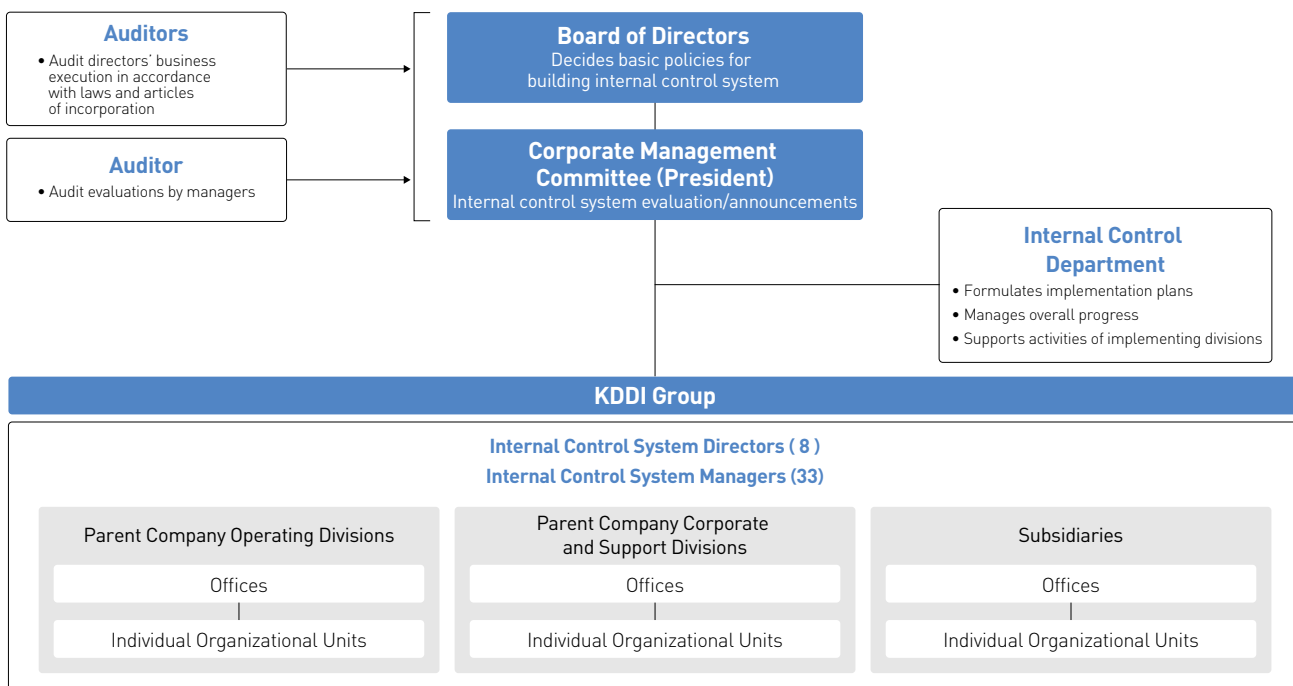 Auditors
• Audit directors’ business
execution in accordance
with laws and articles
of incorporation
Board of Directors
Decides basic policies for
building internal control system
Auditor
• Audit evaluations by managers
Corporate Management
Committee (President)
Internal control system evaluation/announcements
Internal Control
Department
• Formulates implementation plans
• Manages overall progress
• Supports activities of implementing divisions
KDDI Group
Internal Control System Directors ( 8 )
Internal Control System Managers (33)
Parent Company Operating Divisions
Offices
Individual Organizational Units
Parent Company Corporate
and Support Divisions
Offices
Individual Organizational Units
Subsidiaries
Offices
Individual Organizational Units